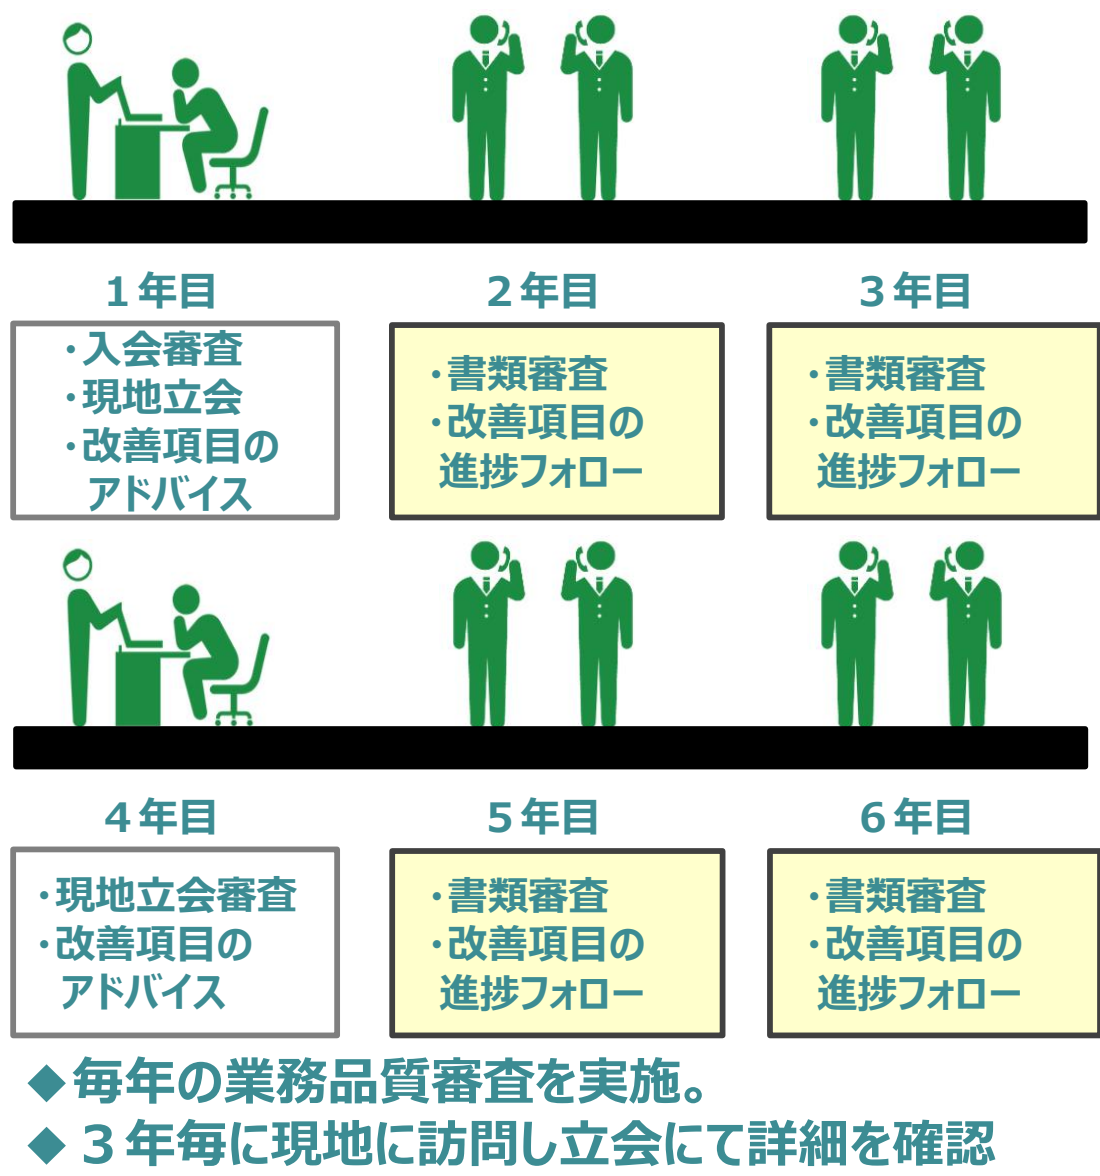 １年目
２年目
３年目
・入会審査
・現地立会
・改善項目の
アドバイス
・書類審査
・改善項目の
進捗フォロー
・書類審査
・改善項目の
進捗フォロー
４年目
５年目
６年目
・現地立会審査
・改善項目の
アドバイス
・書類審査
・改善項目の
進捗フォロー
・書類審査
・改善項目の
進捗フォロー
◆毎年の業務品質審査を実施。
◆３年毎に現地に訪問し立会にて詳細を確認